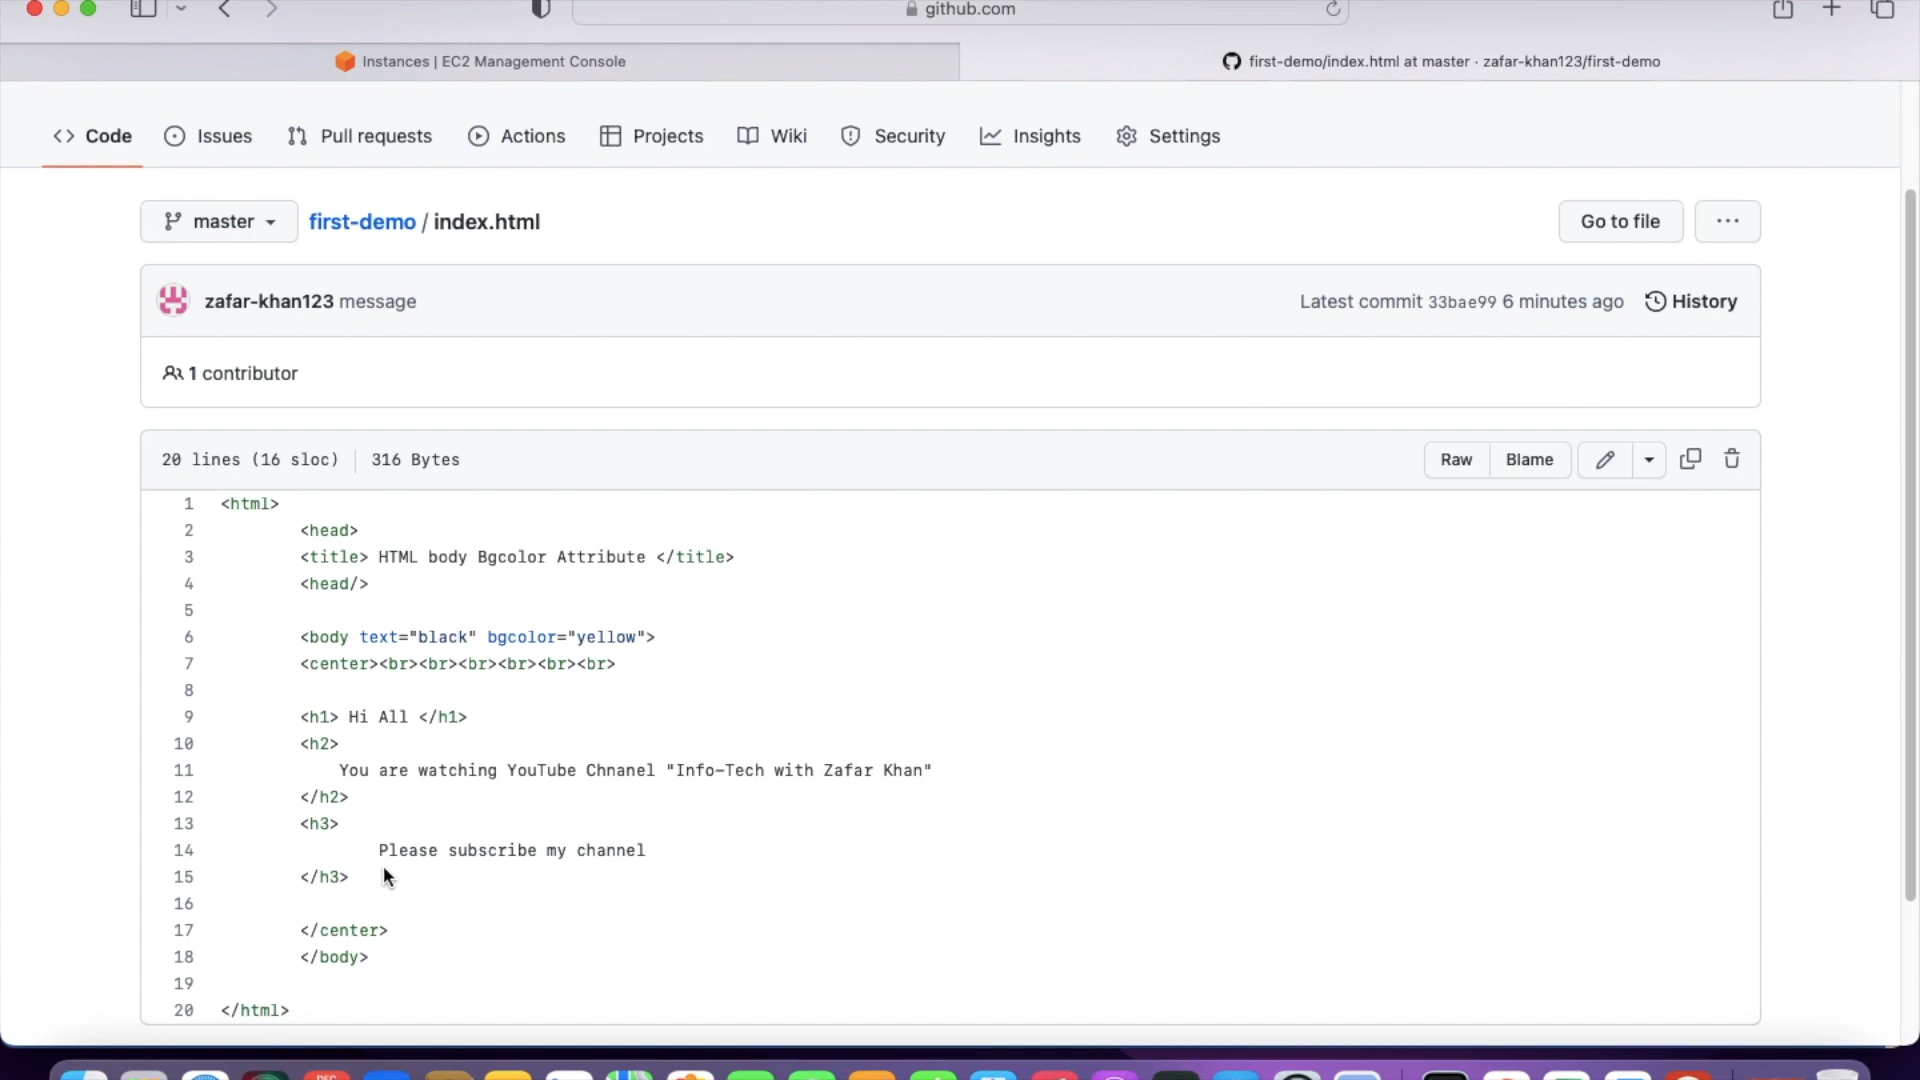 github.com
Instances | EC2 Management Console
first-demo/index.html at master · zafar-khan123/first-demo
Code Issues Pull requests Actions Projects Wiki Security Insights Settings
master first-demo / index.html Go to file ...
zafar-khan123 message Latest commit 33bae99 6 minutes ago History
1 contributor
20 lines (16 sloc) 316 Bytes Raw Blame
1 <html>
2 <head>
3 <title> HTML body Bgcolor Attribute </title>
4 <head/>
5
6 <body text="black" bgcolor="yellow">
7 <center><br><br><br><br><br><br>
8
9 <h1> Hi All </h1>
10 <h2>
11 You are watching YouTube Chnanel "Info-Tech with Zafar Khan"
12 </h2>
13 <h3>
14 Please subscribe my channel
15 </h3>
16
17 </center>
18 </body>
19
20 </html>
DEC